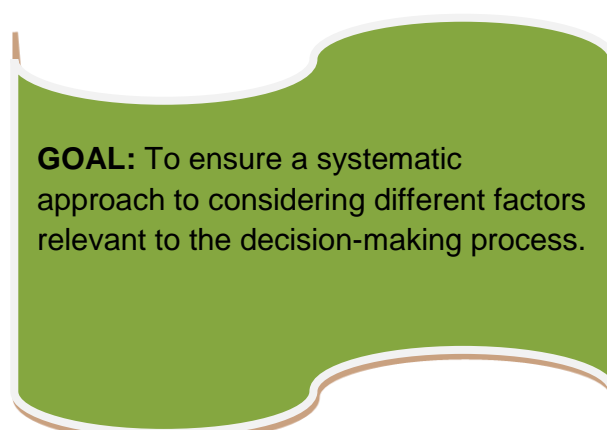 GOAL: To ensure a systematic
approach to considering different factors
relevant to the decision-making process.